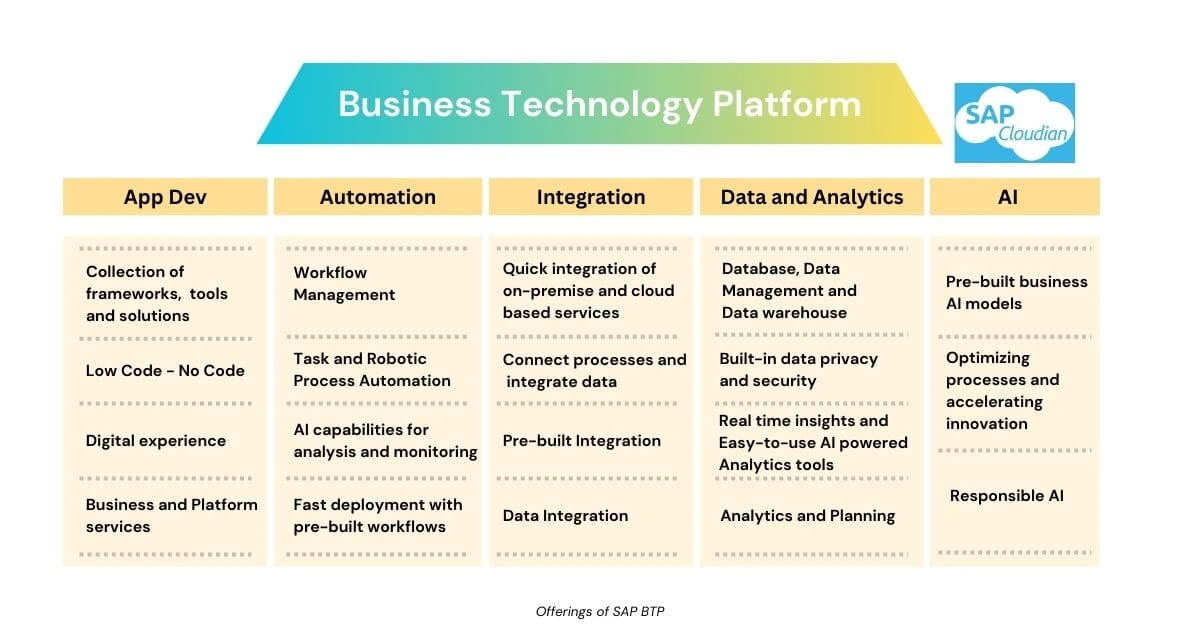 Business Technology Platform
SAP
Cloudian
App Dev
Collection of
frameworks, tools
and solutions
Low Code - No Code
Digital experience
Business and Platform
services
Automation
Workflow
Management
Task and Robotic
Process Automation
AI capabilities for
analysis and monitoring
Fast deployment with
pre-built workflows
Integration
Quick integration of
on-premise and cloud
based services
Connect processes and
integrate data
Pre-built Integration
Data Integration
Data and Analytics
Database, Data
Management and
Data warehouse
Built-in data privacy
and security
Real time insights and
Easy-to-use AI powered
Analytics tools
Analytics and Planning
AI
Pre-built business
AI models
Optimizing
processes and
accelerating
innovation
Responsible AI
Offerings of SAP BTP